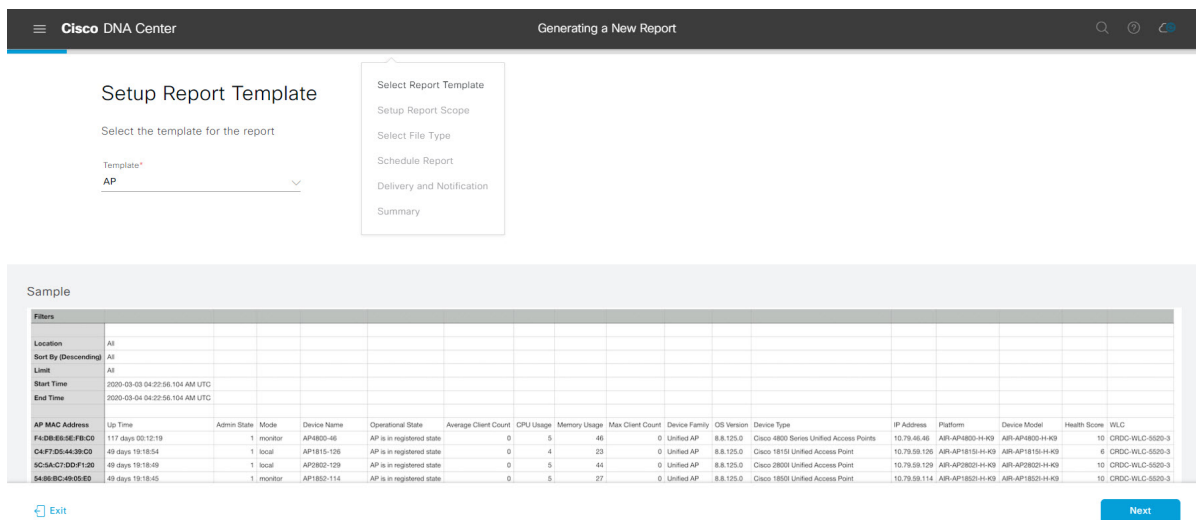 Cisco DNA Center
Generating a New Report
Setup Report Template
Select the template for the report
Template*
AP
Select Report Template
Setup Report Scope
Select File Type
Schedule Report
Delivery and Notification
Summary
Sample
Filters
Location All
Sort By (Descending) All
Limit All
Start Time 2020-03-03 04:22:56.104 AM UTC
End Time 2020-03-04 04:22:56.104 AM UTC
AP MAC Address Up Time Admin State Mode Device Name Operational State Average Client Count CPU Usage Memory Usage Max Client Count Device Family OS Version Device Type IP Address Platform Device Model Health Score WLC
F4:DB:E6:5E:FB:C0 117 days 00:12:19 1 monitor AP4800-46 AP is in registered state 0 5 46 0 Unified AP 8.8.125.0 Cisco 4800 Series Unified Access Points 10.79.46.46 AIR-AP4800-H-K9 AIR-AP4800-H-K9 10 CRDC-WLC-5520-3
C4:F7:D5:44:39:C0 49 days 19:18:54 1 local AP1815-126 AP is in registered state 0 4 23 0 Unified AP 8.8.125.0 Cisco 1815I Unified Access Point 10.79.59.126 AIR-AP1815I-H-K9 AIR-AP1815I-H-K9 6 CRDC-WLC-5520-3
5C:5A:C7:DD:F1:20 49 days 19:18:49 1 local AP2802-129 AP is in registered state 0 5 44 0 Unified AP 8.8.125.0 Cisco 2800I Unified Access Point 10.79.59.129 AIR-AP2802I-H-K9 AIR-AP2802I-H-K9 10 CRDC-WLC-5520-3
54:66:BC:49:05:E0 49 days 19:18:45 1 monitor AP1852-114 AP is in registered state 0 5 27 0 Unified AP 8.8.125.0 Cisco 1850I Unified Access Point 10.79.59.114 AIR-AP1852I-H-K9 AIR-AP1852I-H-K9 10 CRDC-WLC-5520-3
Exit
Next